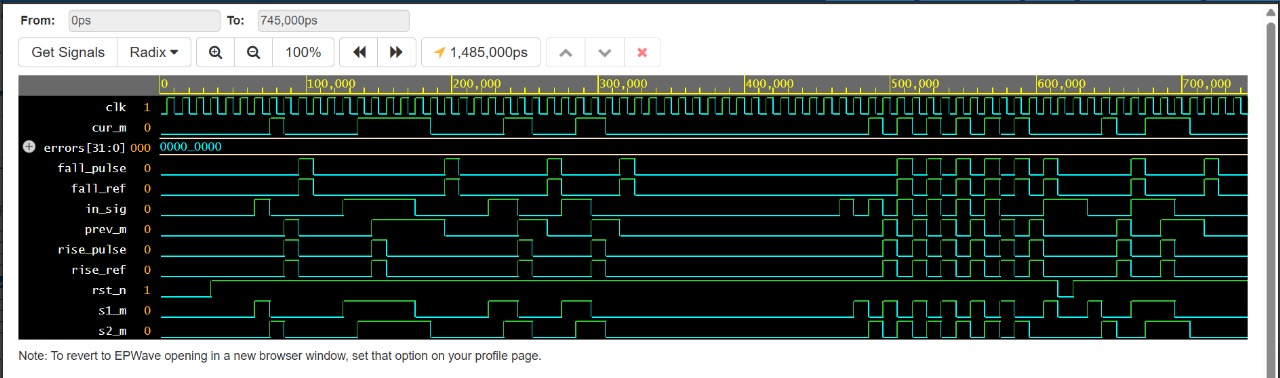 From: 0ps To: 745,000ps
Get Signals Radix 100% 1,485,000ps
0 100,000 200,000 300,000 400,000 500,000 600,000 700,000
clk 1
cur_m 0
errors[31:0] 000 0000_0000
fall_pulse 0
fall_ref 0
in_sig 0
prev_m 0
rise_pulse 0
rise_ref 0
rst_n 1
s1_m 0
s2_m 0
Note: To revert to EPWave opening in a new browser window, set that option on your profile page.